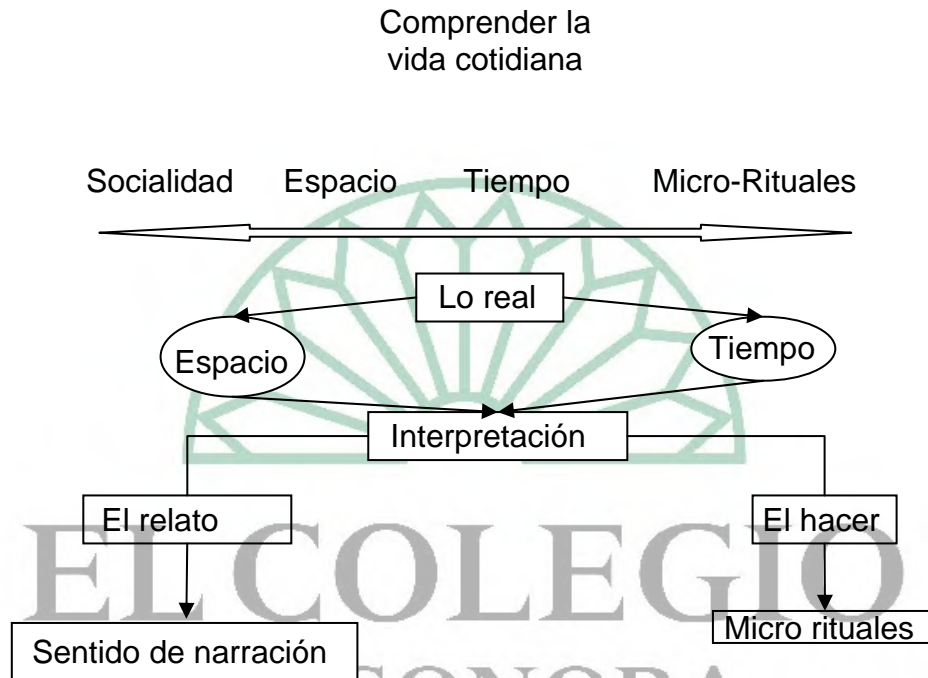 Comprender la
vida cotidiana
Socialidad Espacio Tiempo Micro-Rituales
Lo real
Espacio
Tiempo
Interpretación
El relato
El hacer
EL COLEGIO
Micro rituales
Sentido de narración
SONORA